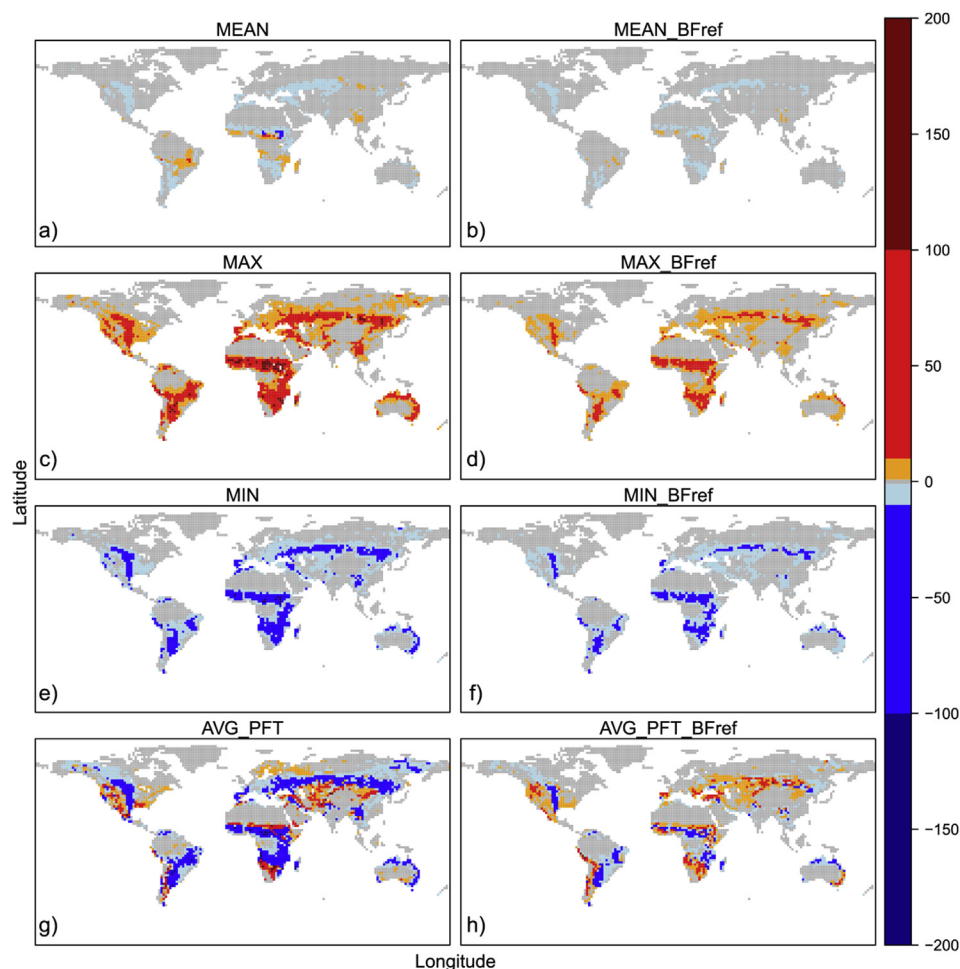 MEAN
MEAN_BFref
a)
b)
MAX
MAX_BFref
c)
d)
MIN
MIN_BFref
e)
f)
AVG_PFT
AVG_PFT_BFref
g)
h)
Latitude
Longitude
200
150
100
50
0
−50
−100
−150
−200